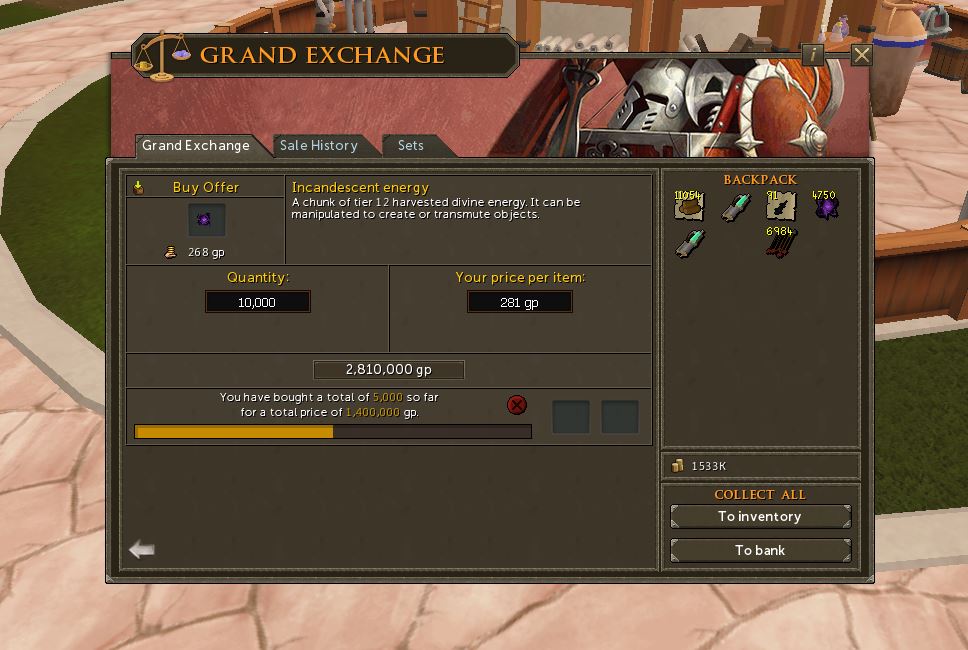 GRAND EXCHANGE
i
Grand Exchange
Sale History
Sets
Buy Offer
268 gp
Incandescent energy
A chunk of tier 12 harvested divine energy. It can be
manipulated to create or transmute objects.
Quantity:
10,000
Your price per item:
281 gp
2,810,000 gp
You have bought a total of 5,000 so far
for a total price of 1,400,000 gp.
BACKPACK
11054
91
4750
6984
1533K
COLLECT ALL
To inventory
To bank